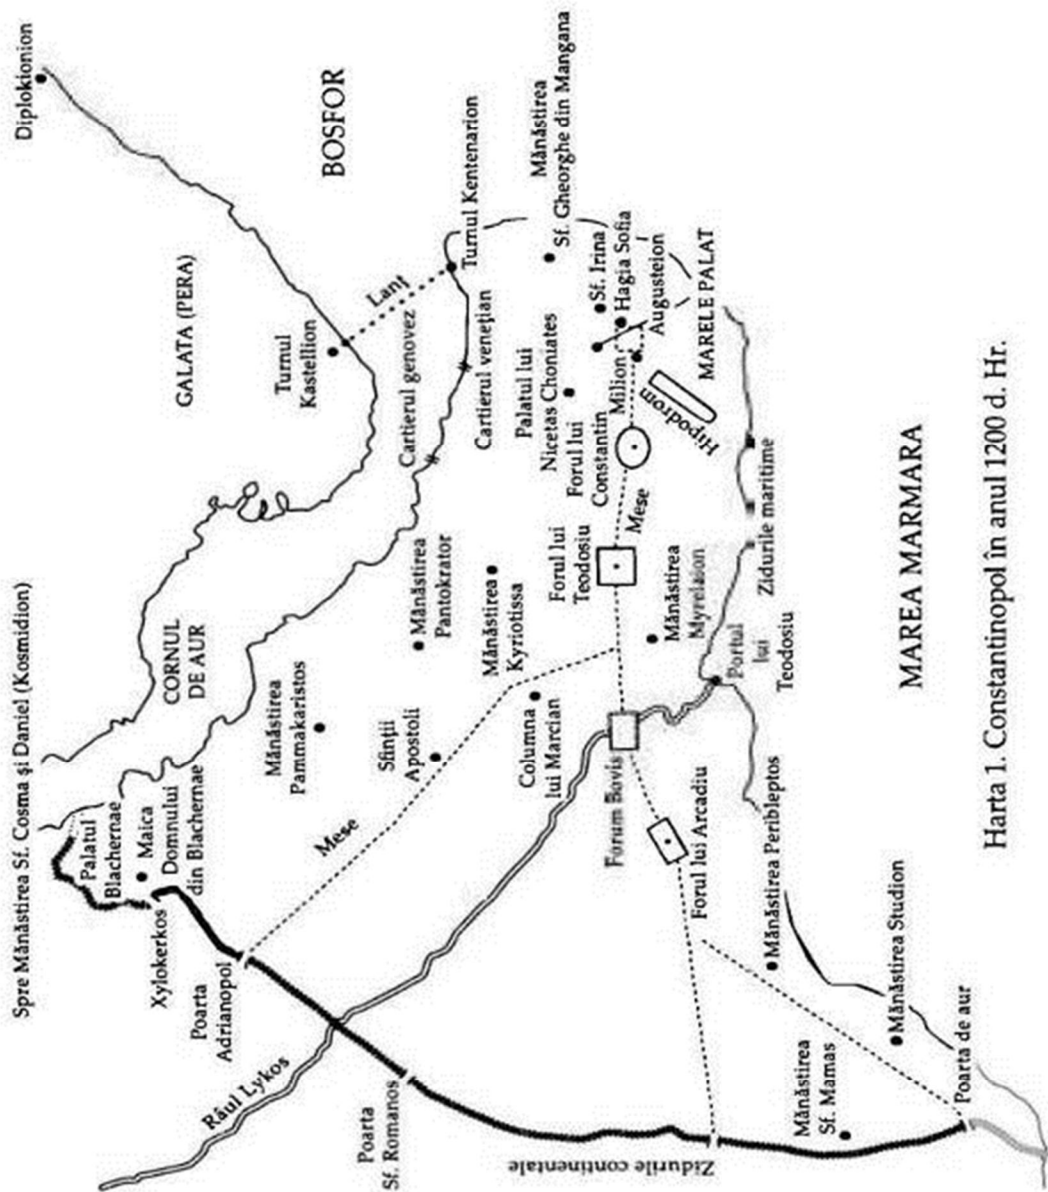 Spre Mănăstirea Sf. Cosma și Daniel (Kosmidion)
Diplokionion
Palatul
Blachernae
Maica
Domnului
din Blachernae
CORNUL
DE AUR
GALATA (PERA)
BOSFOR
Xylokerkos
Poarta
Adrianopol
Mănăstirea
Pammakaristos
Turnul
Kastellion
Lanț
Râul Lykos
Mese
Sfinții
Apostoli
Mănăstirea
Pantokrator
Cartierul genovez
Cartierul venețian
Turnul Kentenarion
Poarta
Sf. Romanos
Mănăstirea
Kyriotissa
Columna
lui Marcian
Palatul lui
Nicetas Choniates
Mănăstirea
Sf. Gheorghe din Mangana
Forul lui
Teodosiu
Forul lui
Constantin
Milion
Sf. Irina
Hagia Sofia
Augusteion
Zidurile continentale
Forum Bovis
Mese
Hipodrom
MARELE PALAT
Forul lui Arcadiu
Mănăstirea
Myrelaion
Portul
lui
Teodosiu
Zidurile maritime
Mănăstirea Peribleptos
Mănăstirea
Sf. Mamas
Mănăstirea Studion
Poarta de aur
MAREA MARMARA
Harta 1. Constantinopol în anul 1200 d. Hr.